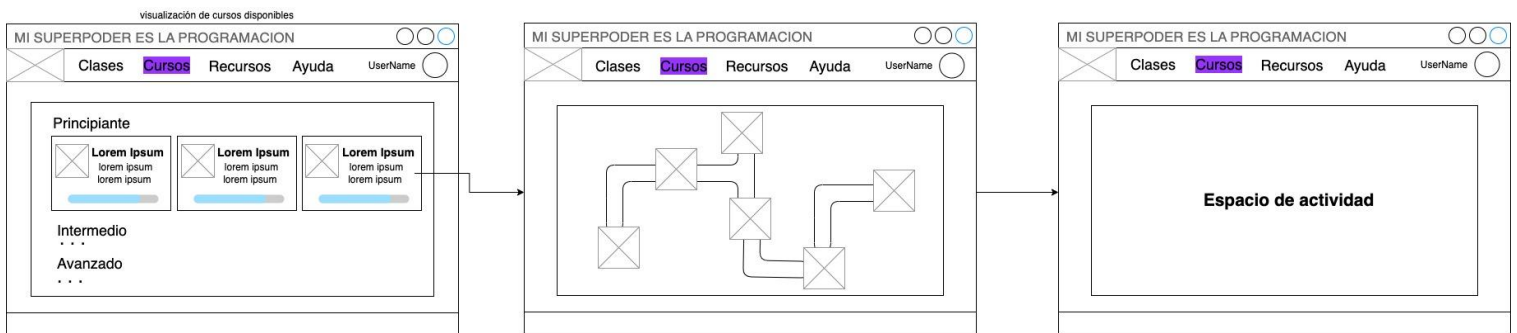 visualización de cursos disponibles
MI SUPERPODER ES LA PROGRAMACION
Clases Cursos Recursos Ayuda UserName
Principiante
Lorem Ipsum
lorem ipsum
lorem ipsum
Lorem Ipsum
lorem ipsum
lorem ipsum
Lorem Ipsum
lorem ipsum
lorem ipsum
Intermedio
. . .
Avanzado
. . .
MI SUPERPODER ES LA PROGRAMACION
Clases Cursos Recursos Ayuda UserName
MI SUPERPODER ES LA PROGRAMACION
Clases Cursos Recursos Ayuda UserName
Espacio de actividad